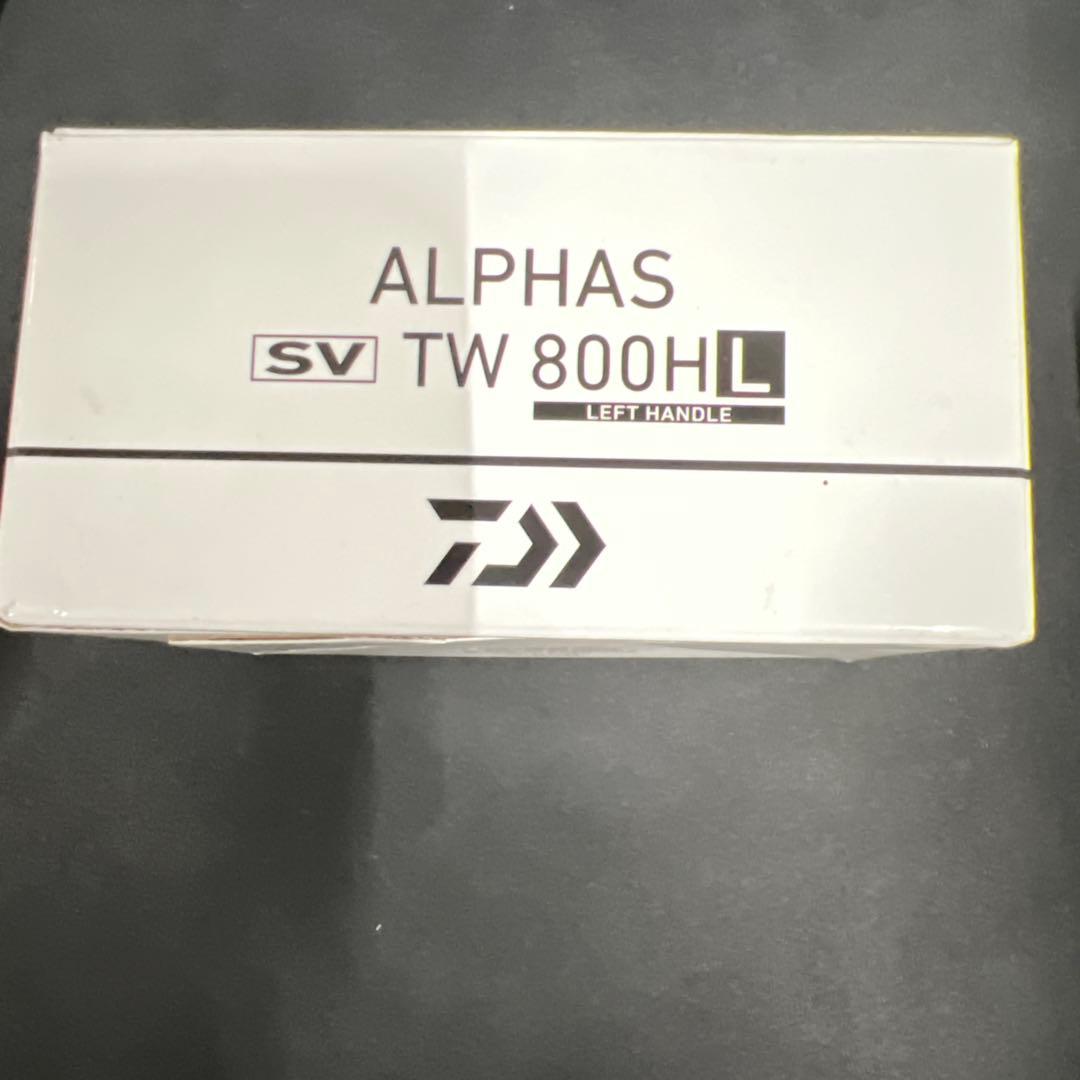 ALPHAS
SV TW 800HL
LEFT HANDLE